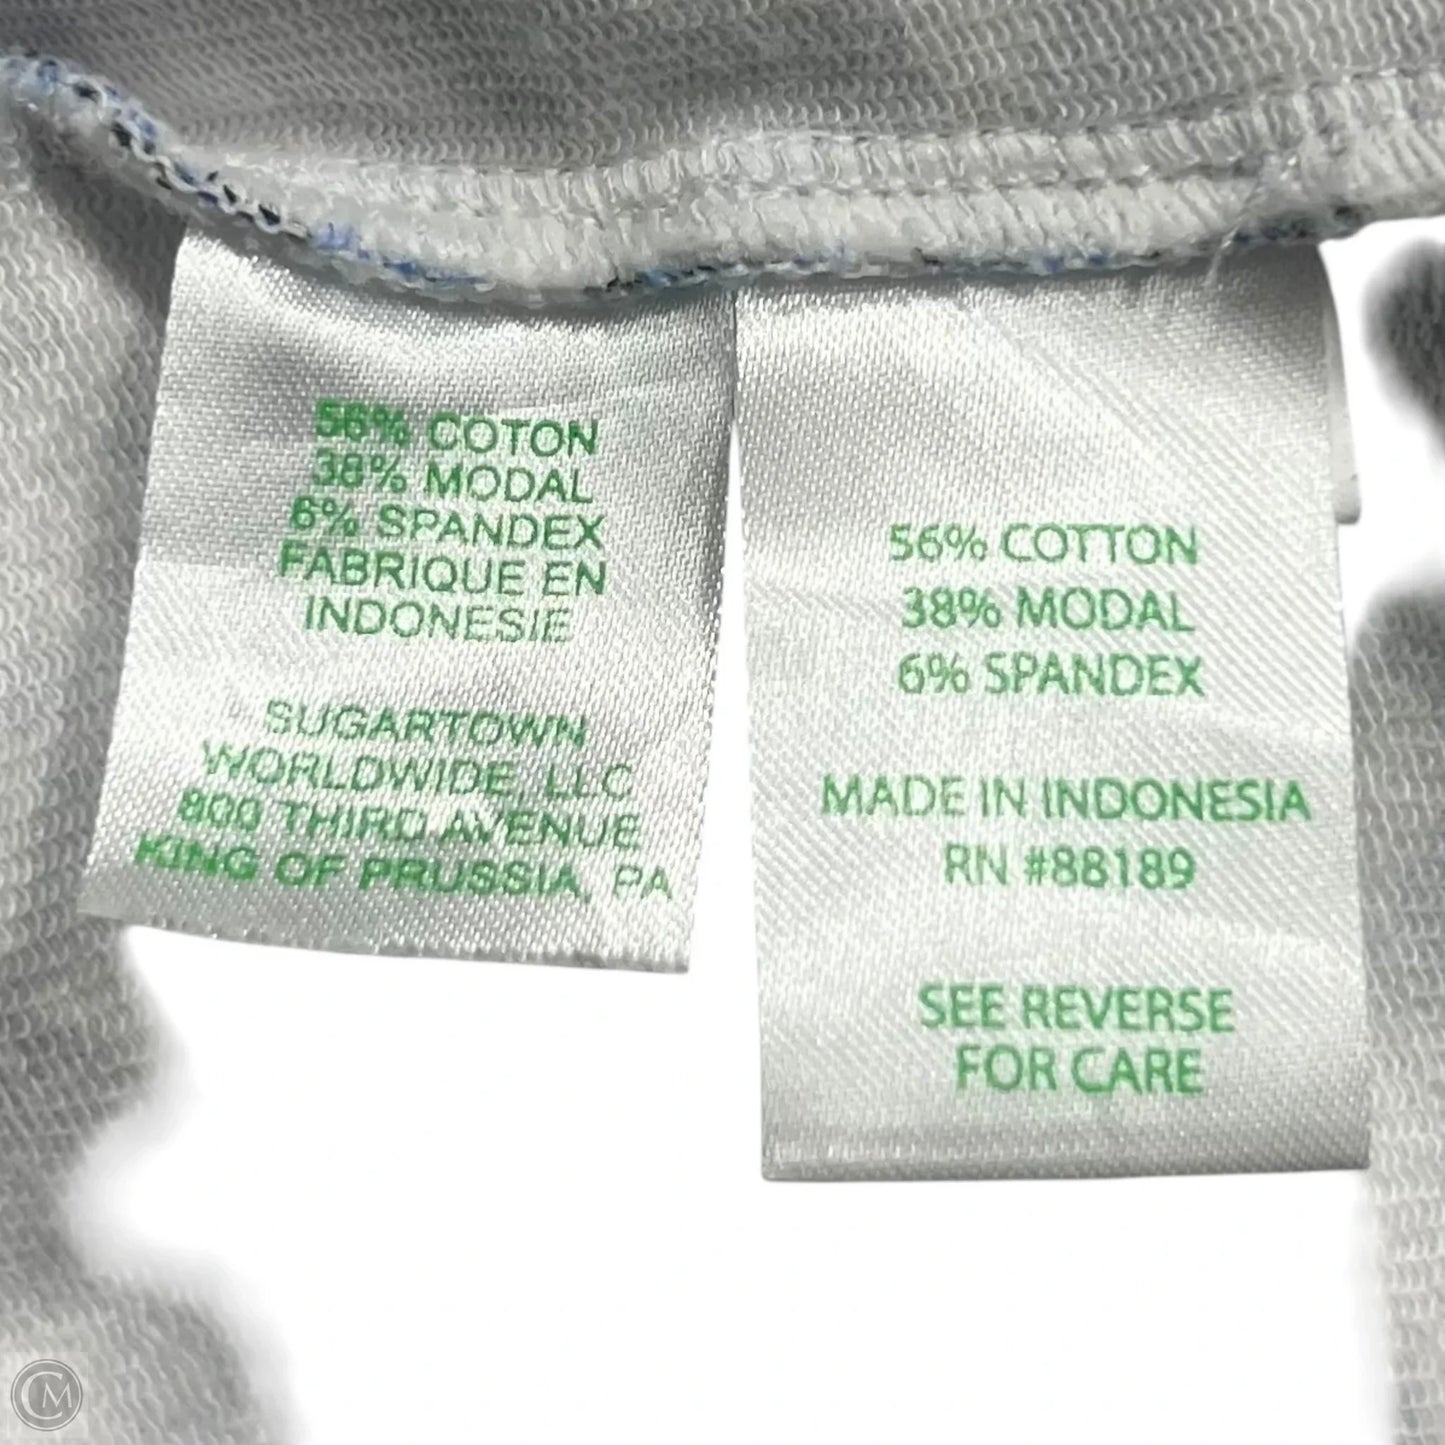 56% COTON
38% MODAL
6% SPANDEX
FABRIQUE EN
INDONESIE
SUGARTOWN
WORLDWIDE, LLC
800 THIRD AVENUE
KING OF PRUSSIA, PA
56% COTTON
38% MODAL
6% SPANDEX
MADE IN INDONESIA
RN #88189
SEE REVERSE
FOR CARE
CM